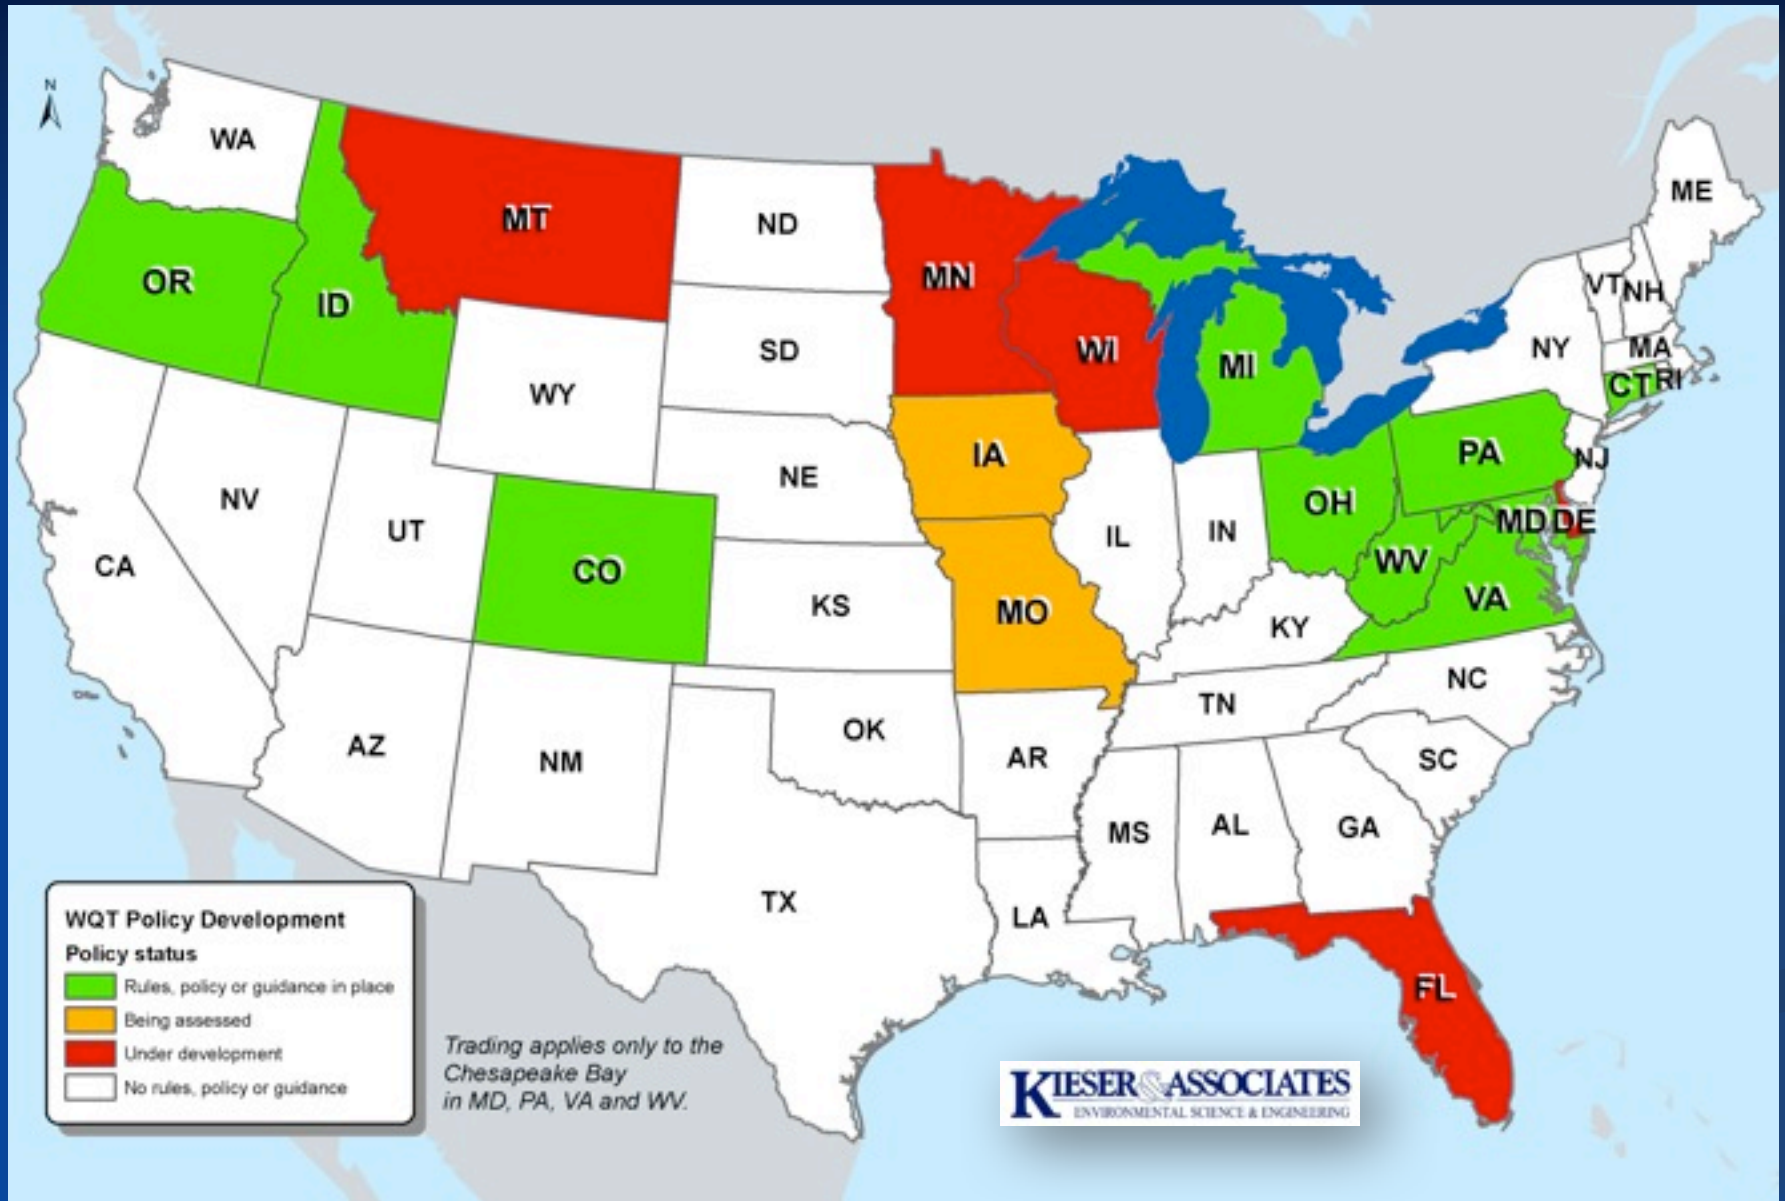 N
WA
MT
ND
MN
ME
OR
ID
SD
WI
MI
VT
NH
NY
MA
CT
RI
WY
IA
PA
NJ
NE
NV
UT
CO
IL
IN
OH
MD
DE
WV
VA
CA
KS
MO
KY
NC
TN
AZ
NM
OK
AR
SC
MS
AL
GA
TX
LA
FL
WQT Policy Development
Policy status
Rules, policy or guidance in place
Being assessed
Under development
No rules, policy or guidance
Trading applies only to the
Chesapeake Bay
in MD, PA, VA and WV.
KIESER & ASSOCIATES
ENVIRONMENTAL SCIENCE & ENGINEERING